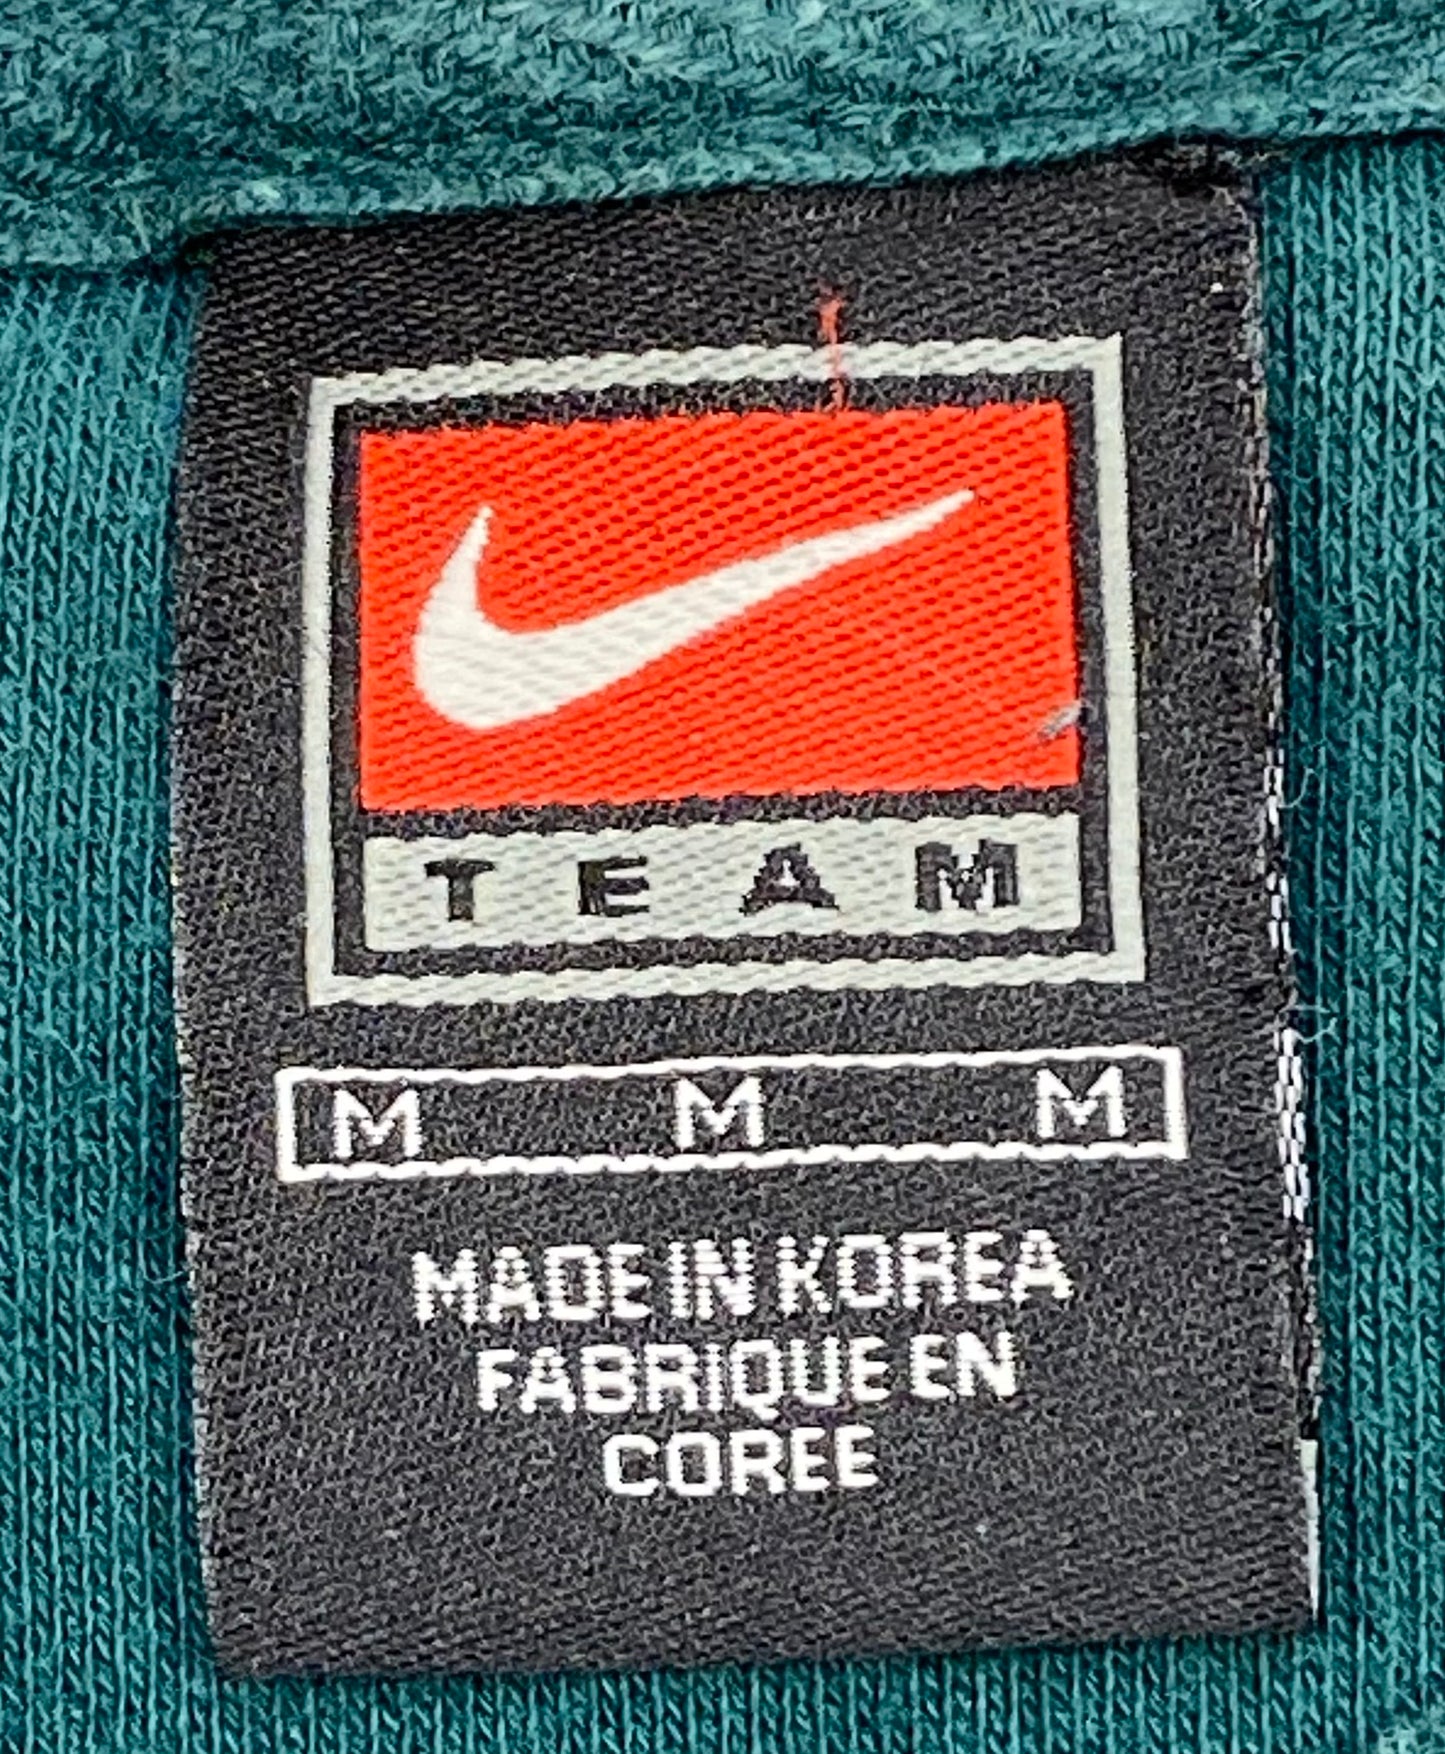 TEAM
M M M
MADE IN KOREA
FABRIQUE EN
COREE